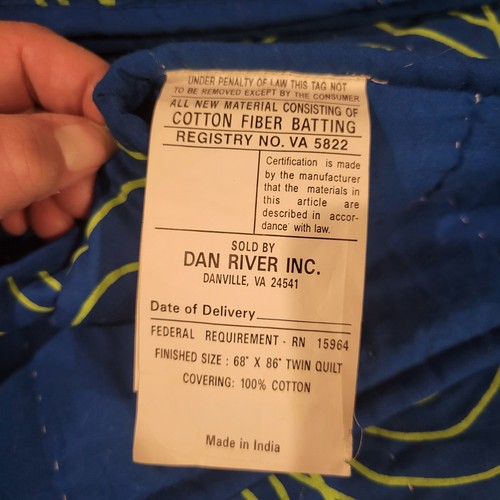 UNDER PENALTY OF LAW THIS TAG NOT
TO BE REMOVED EXCEPT BY THE CONSUMER
ALL NEW MATERIAL CONSISTING OF
COTTON FIBER BATTING
REGISTRY NO. VA 5822
Certification is made
by the manufacturer
that the materials in
this article are
described in accor-
dance with law.
SOLD BY
DAN RIVER INC.
DANVILLE, VA 24541
Date of Delivery
FEDERAL REQUIREMENT - RN 15964
FINISHED SIZE : 68" X 86" TWIN QUILT
COVERING: 100% COTTON
Made in India